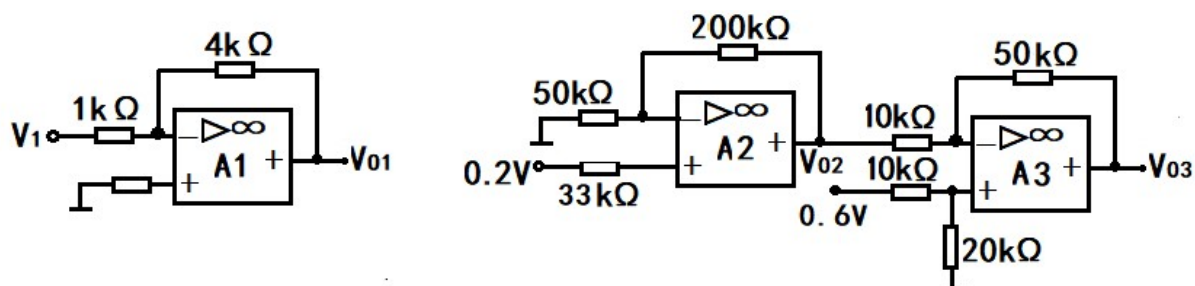 4kΩ
1kΩ
V1
− ▷∞
A1 +
+
V01
200kΩ
50kΩ
− ▷∞
A2 +
+
0.2V
33kΩ
V02
50kΩ
10kΩ
− ▷∞
A3 +
+
10kΩ
0.6V
20kΩ
V03